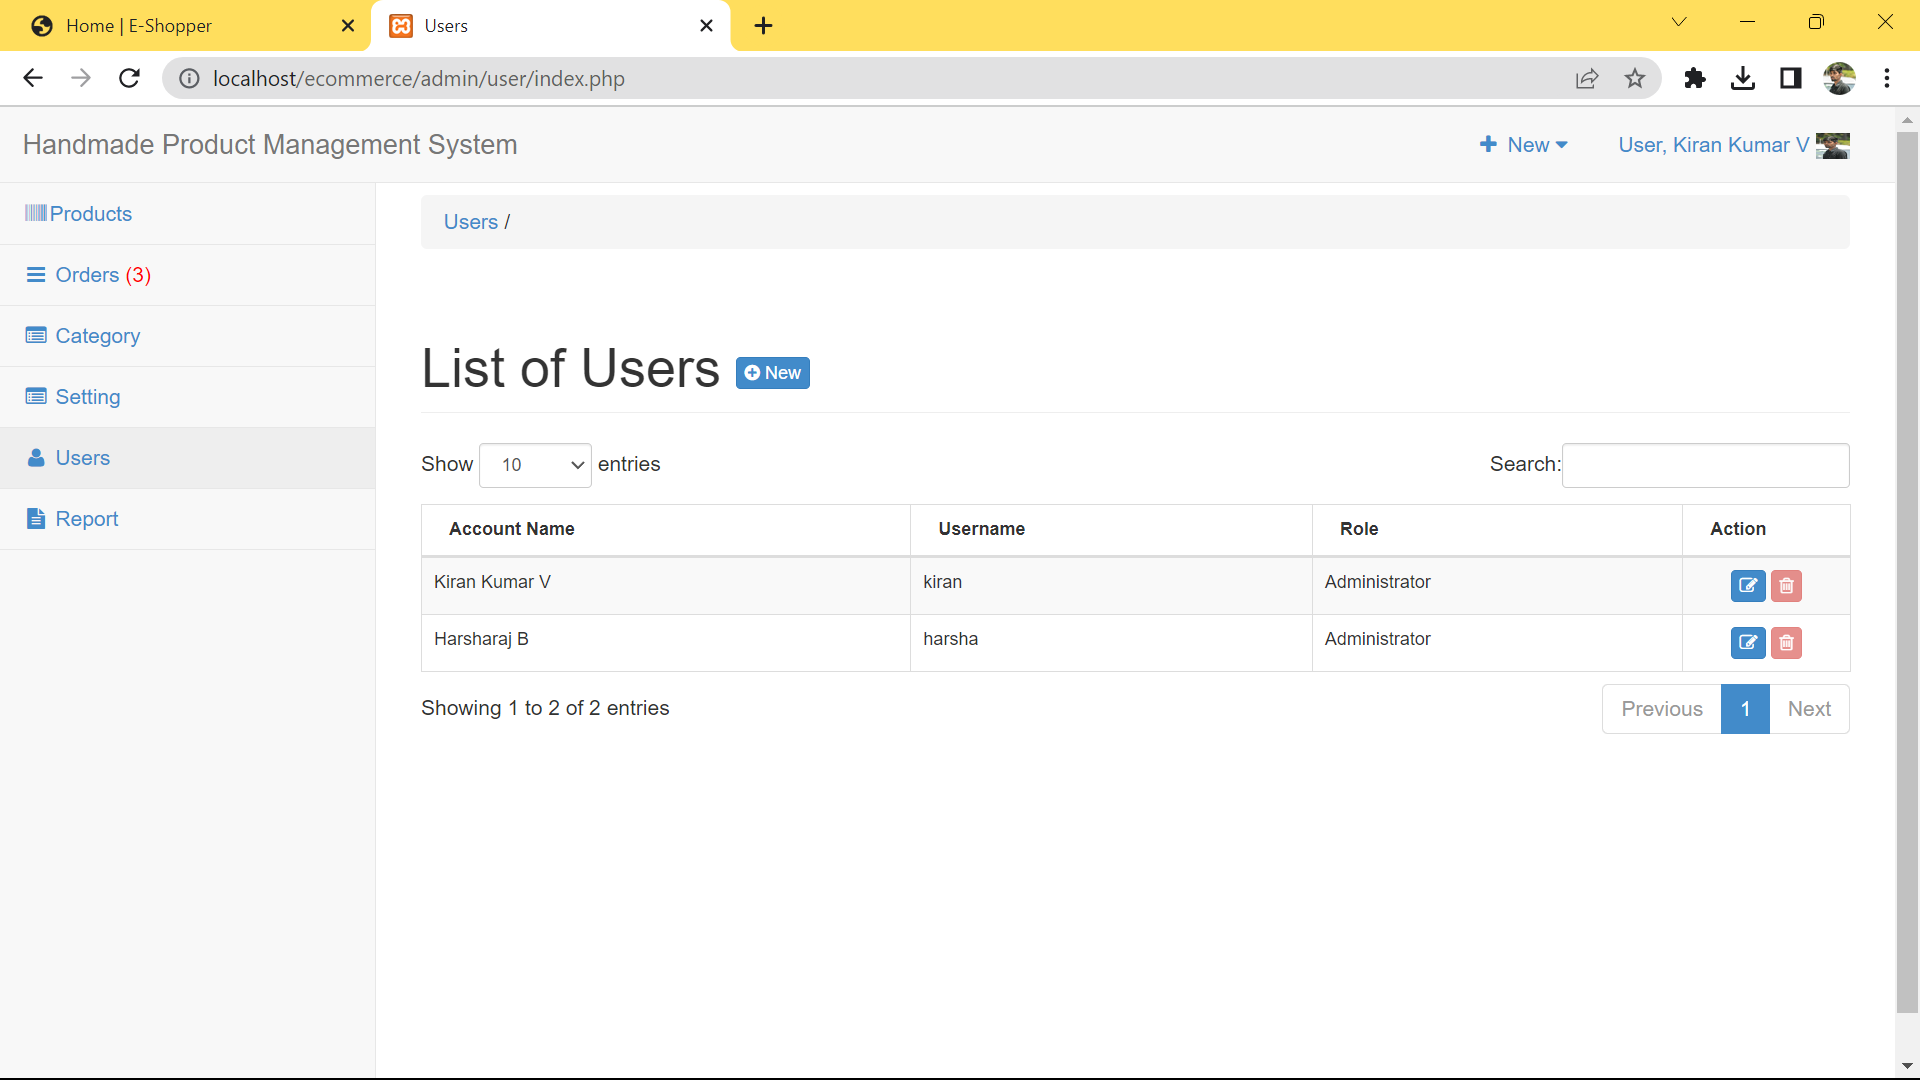 Home | E-Shopper
Users
localhost/ecommerce/admin/user/index.php
Handmade Product Management System
New
User, Kiran Kumar V
Products
Orders (3)
Category
Setting
Users
Report
Users /
List of Users
New
Show 10 entries
Search:
Account Name Username Role Action
Kiran Kumar V kiran Administrator
Harsharaj B harsha Administrator
Showing 1 to 2 of 2 entries
Previous 1 Next